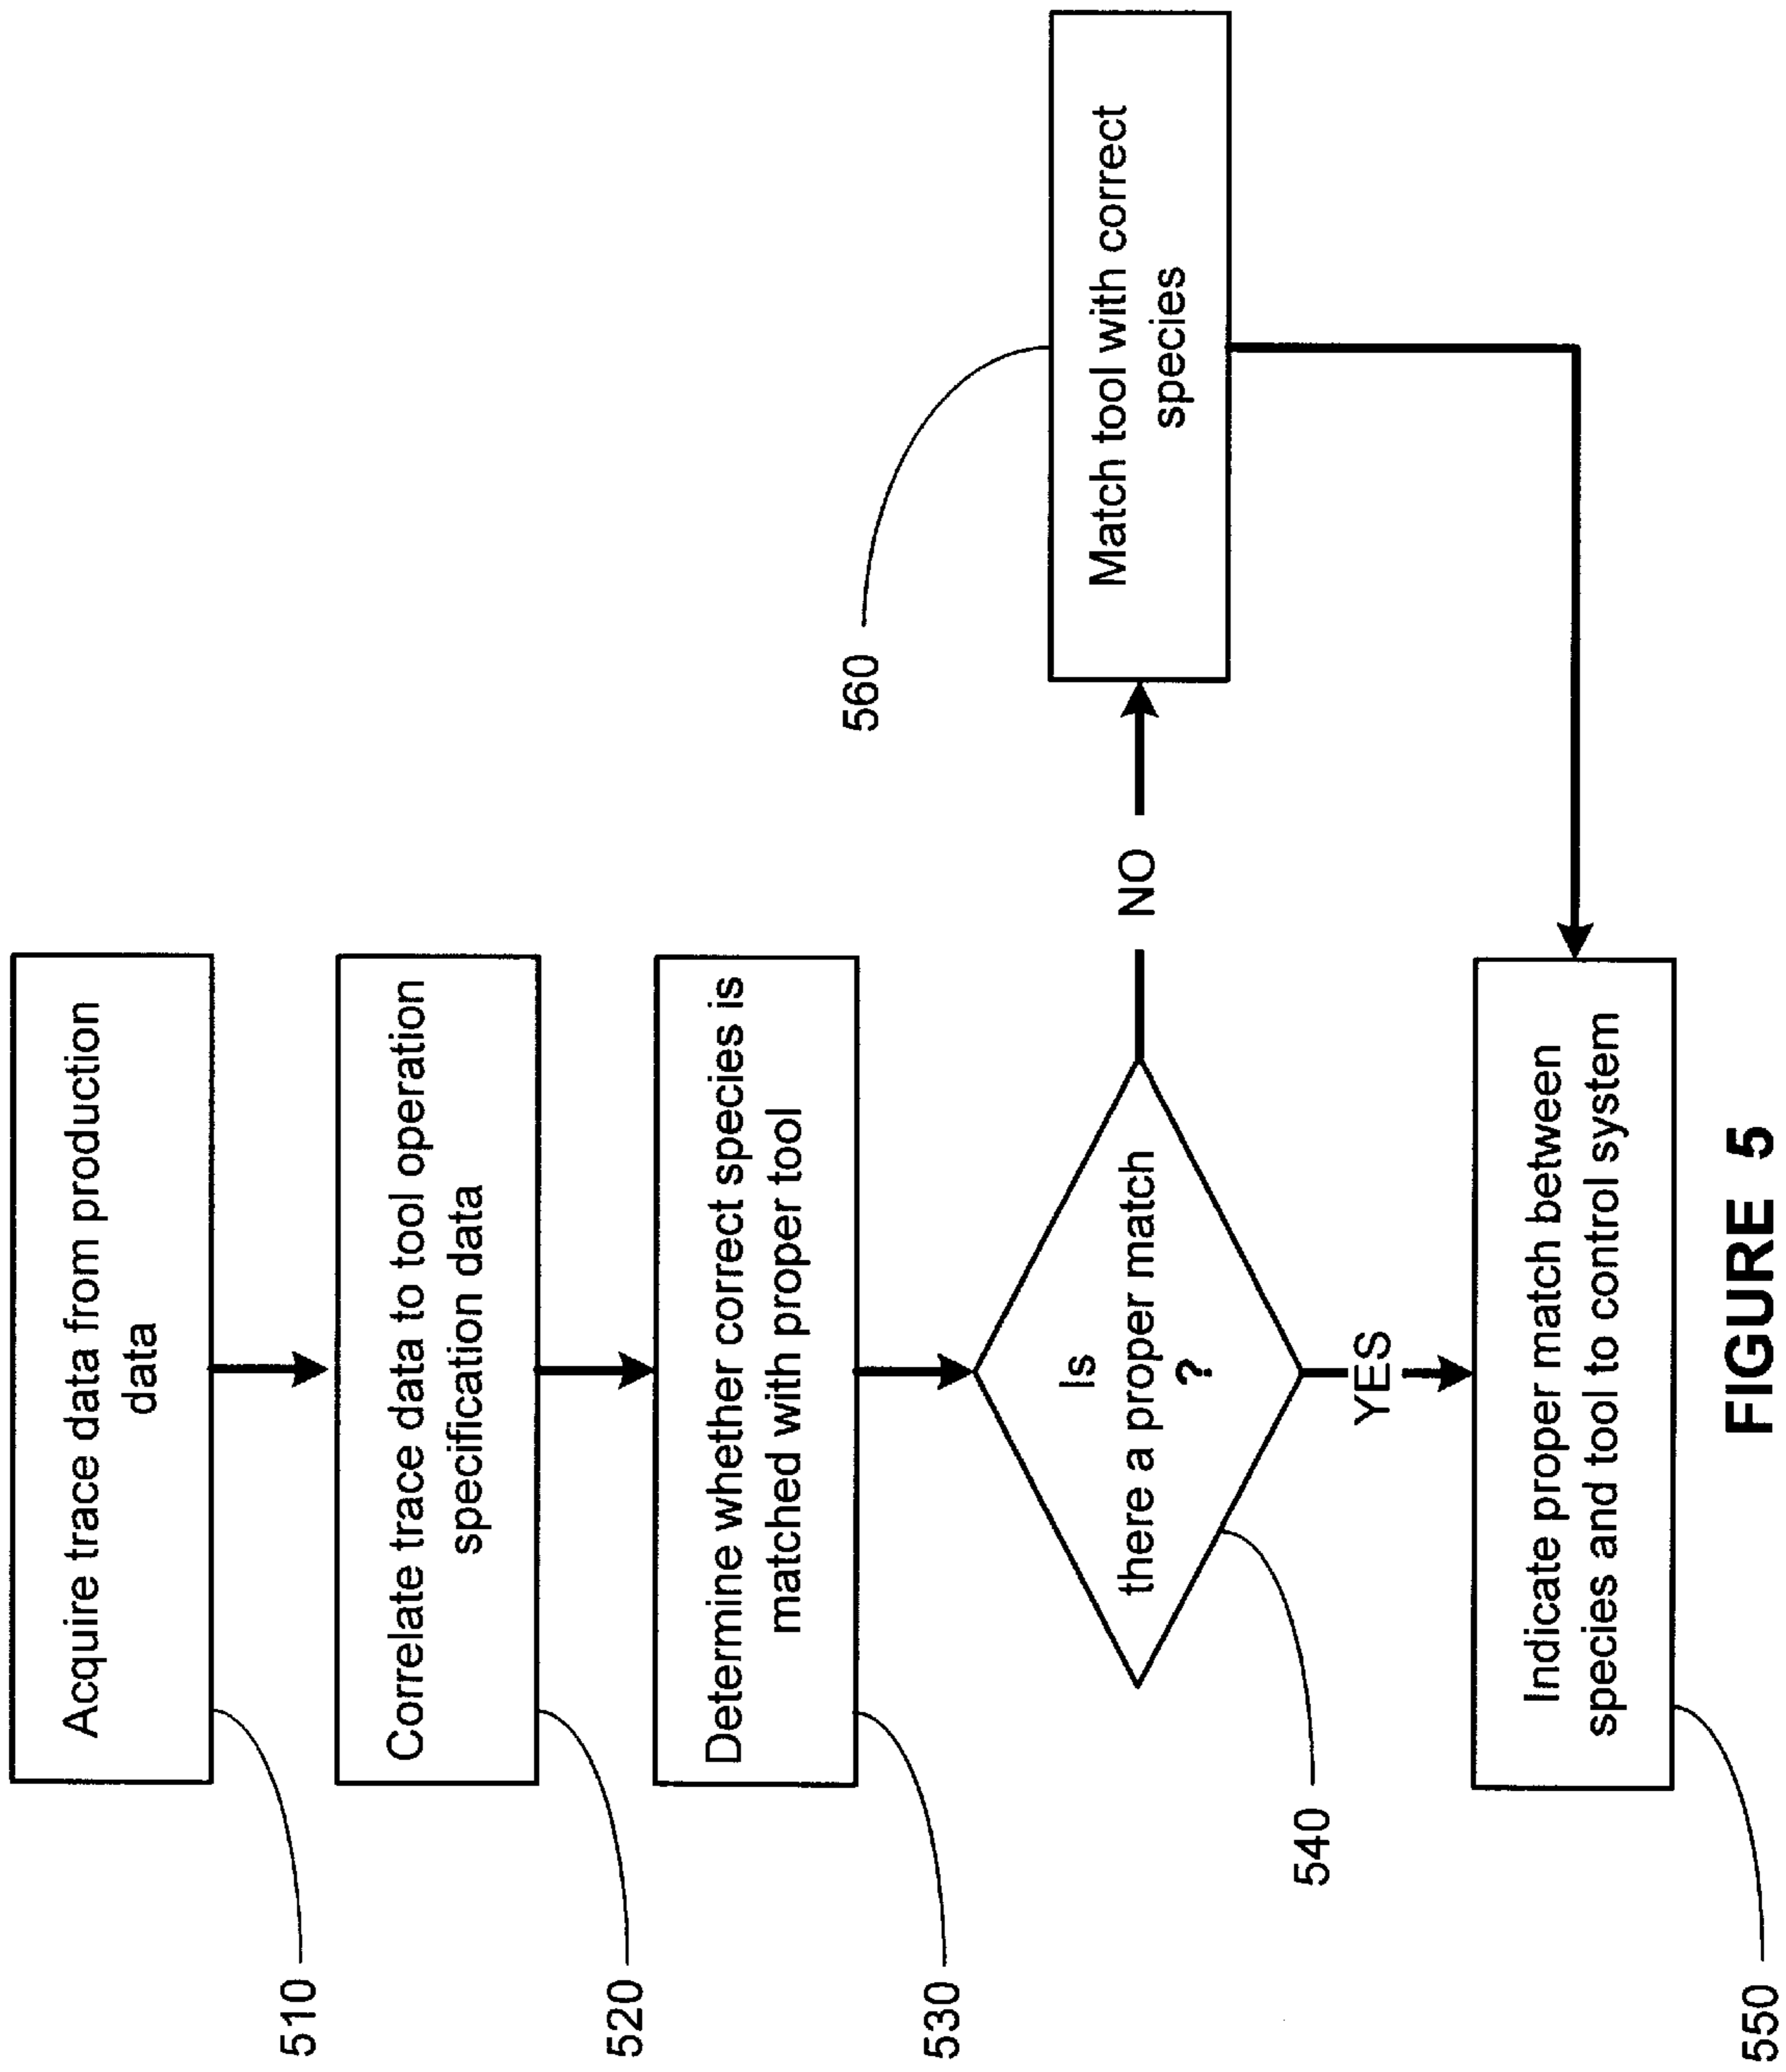 510
Acquire trace data from production
data
520
Correlate trace data to tool operation
specification data
530
Determine whether correct species is
matched with proper tool
540
Is
there a proper match
?
NO
560
Match tool with correct
species
YES
550
Indicate proper match between
species and tool to control system
FIGURE 5